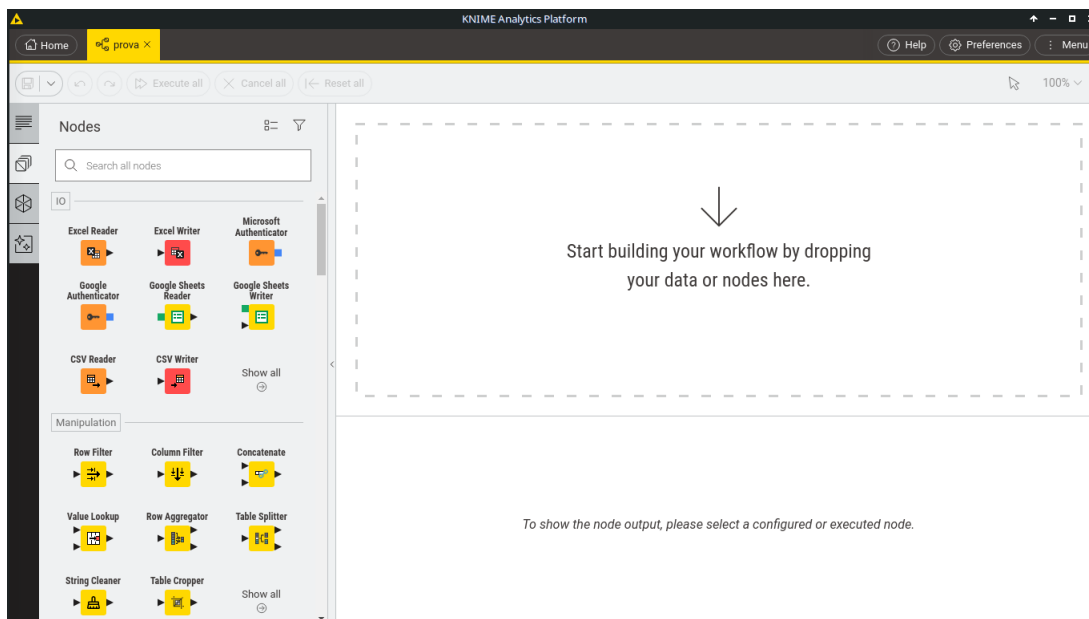 KNIME Analytics Platform
Home
prova
Help
Preferences
Menu
Execute all
Cancel all
Reset all
100%
Nodes
Search all nodes
IO
Excel Reader
Excel Writer
Microsoft
Authenticator
Google
Authenticator
Google Sheets
Reader
Google Sheets
Writer
CSV Reader
CSV Writer
Show all
Manipulation
Row Filter
Column Filter
Concatenate
Value Lookup
Row Aggregator
Table Splitter
String Cleaner
Table Cropper
Show all
Start building your workflow by dropping
your data or nodes here.
To show the node output, please select a configured or executed node.